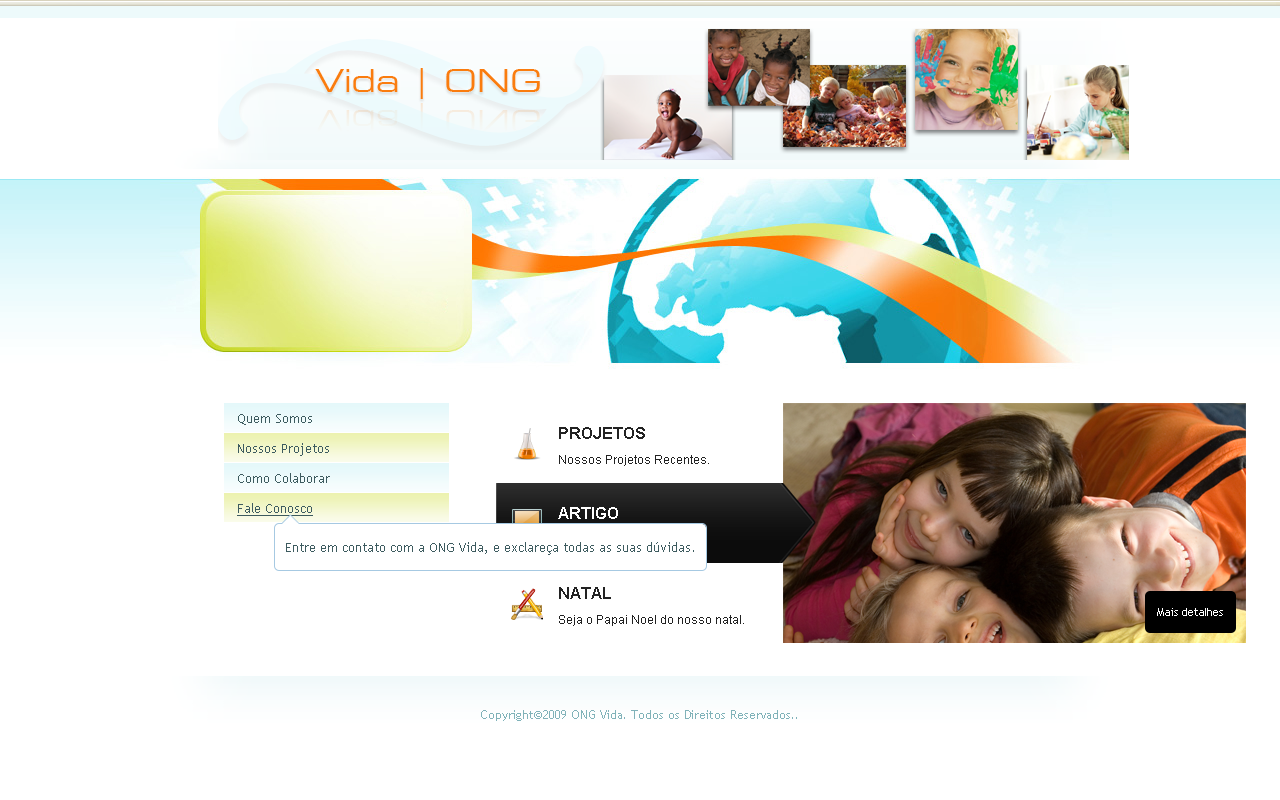 Vida | ONG
Quem Somos
Nossos Projetos
Como Colaborar
Fale Conosco
Entre em contato com a ONG Vida, e exclareça todas as suas dúvidas.
PROJETOS
Nossos Projetos Recentes.
ARTIGO
NATAL
Seja o Papai Noel do nosso natal.
Mais detalhes
Copyright©2009 ONG Vida. Todos os Direitos Reservados..